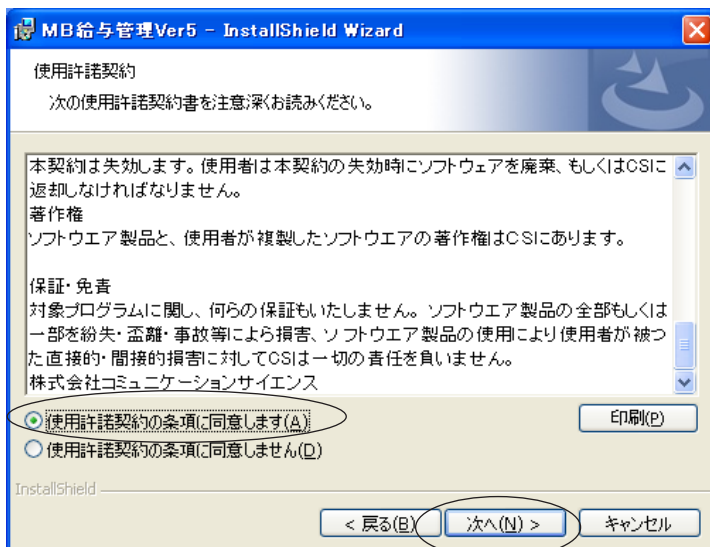 MB給与管理Ver5 - InstallShield Wizard
使用許諾契約
次の使用許諾契約書を注意深くお読みください。
本契約は失効します。使用者は本契約の失効時にソフトウェアを廃棄、もしくはCSIに
返却しなければなりません。
著作権
ソフトウエア製品と、使用者が複製したソフトウエアの著作権はCSIにあります。
保証・免責
対象プログラムに関し、何らの保証もいたしません。ソフトウエア製品の全部もしくは
一部を紛失・盃離・事故等によら損害、ソフトウエア製品の使用により使用者が被っ
た直接的・間接的損害に対してCSIは一切の責任を負いません。
株式会社コミュニケーションサイエンス
使用許諾契約の条項に同意します(A)
印刷(P)
使用許諾契約の条項に同意しません(D)
InstallShield
< 戻る(B)
次へ(N) >
キャンセル